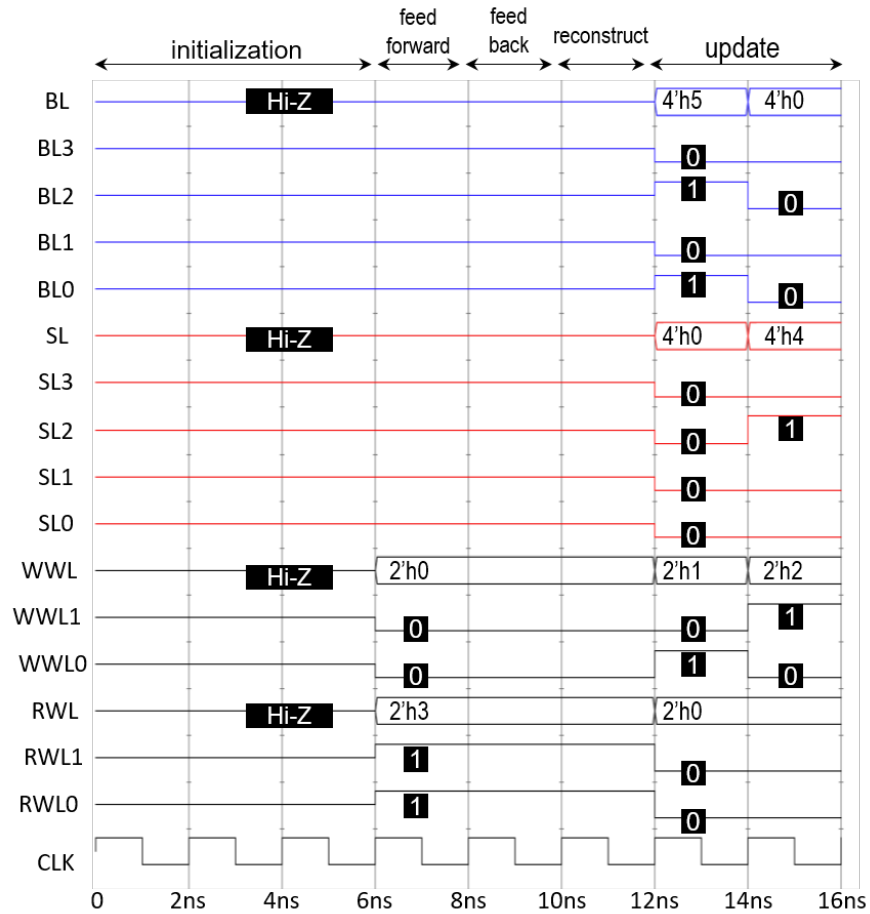 initialization feed forward feed back reconstruct update
BL Hi-Z 4'h5 4'h0
BL3 0
BL2 1 0
BL1 0
BL0 1 0
SL Hi-Z 4'h0 4'h4
SL3 0
SL2 0 1
SL1 0
SL0 0
WWL Hi-Z 2'h0 2'h1 2'h2
WWL1 0 0 1
WWL0 0 1 0
RWL Hi-Z 2'h3 2'h0
RWL1 1 0
RWL0 1 0
CLK
0 2ns 4ns 6ns 8ns 10ns 12ns 14ns 16ns